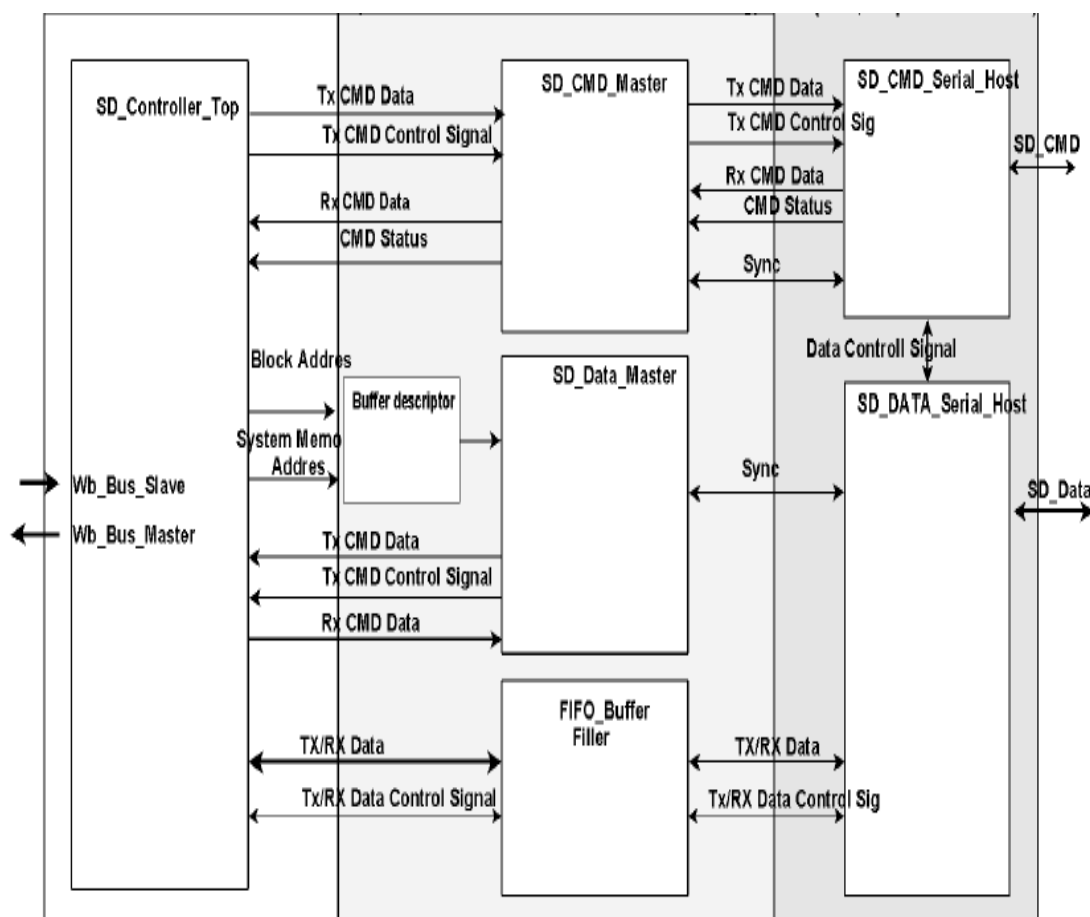 SD_Controller_Top
Tx CMD Data
Tx CMD Control Signal
Rx CMD Data
CMD Status
SD_CMD_Master
Tx CMD Data
Tx CMD Control Sig
Rx CMD Data
CMD Status
Sync
SD_CMD_Serial_Host
SD_CMD
Data Controll Signal
Block Addres
System Memo
Addres
Buffer descriptor
SD_Data_Master
Sync
SD_DATA_Serial_Host
SD_Data
Wb_Bus_Slave
Wb_Bus_Master
Tx CMD Data
Tx CMD Control Signal
Rx CMD Data
FIFO_Buffer
Filler
TX/RX Data
Tx/RX Data Control Signal
TX/RX Data
Tx/RX Data Control Sig